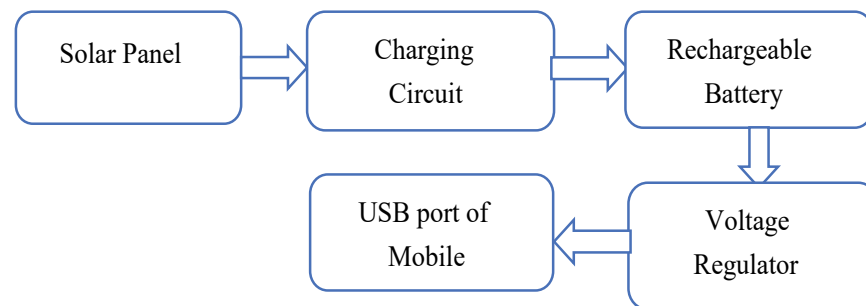 Solar Panel
Charging
Circuit
Rechargeable
Battery
Voltage
Regulator
USB port of
Mobile